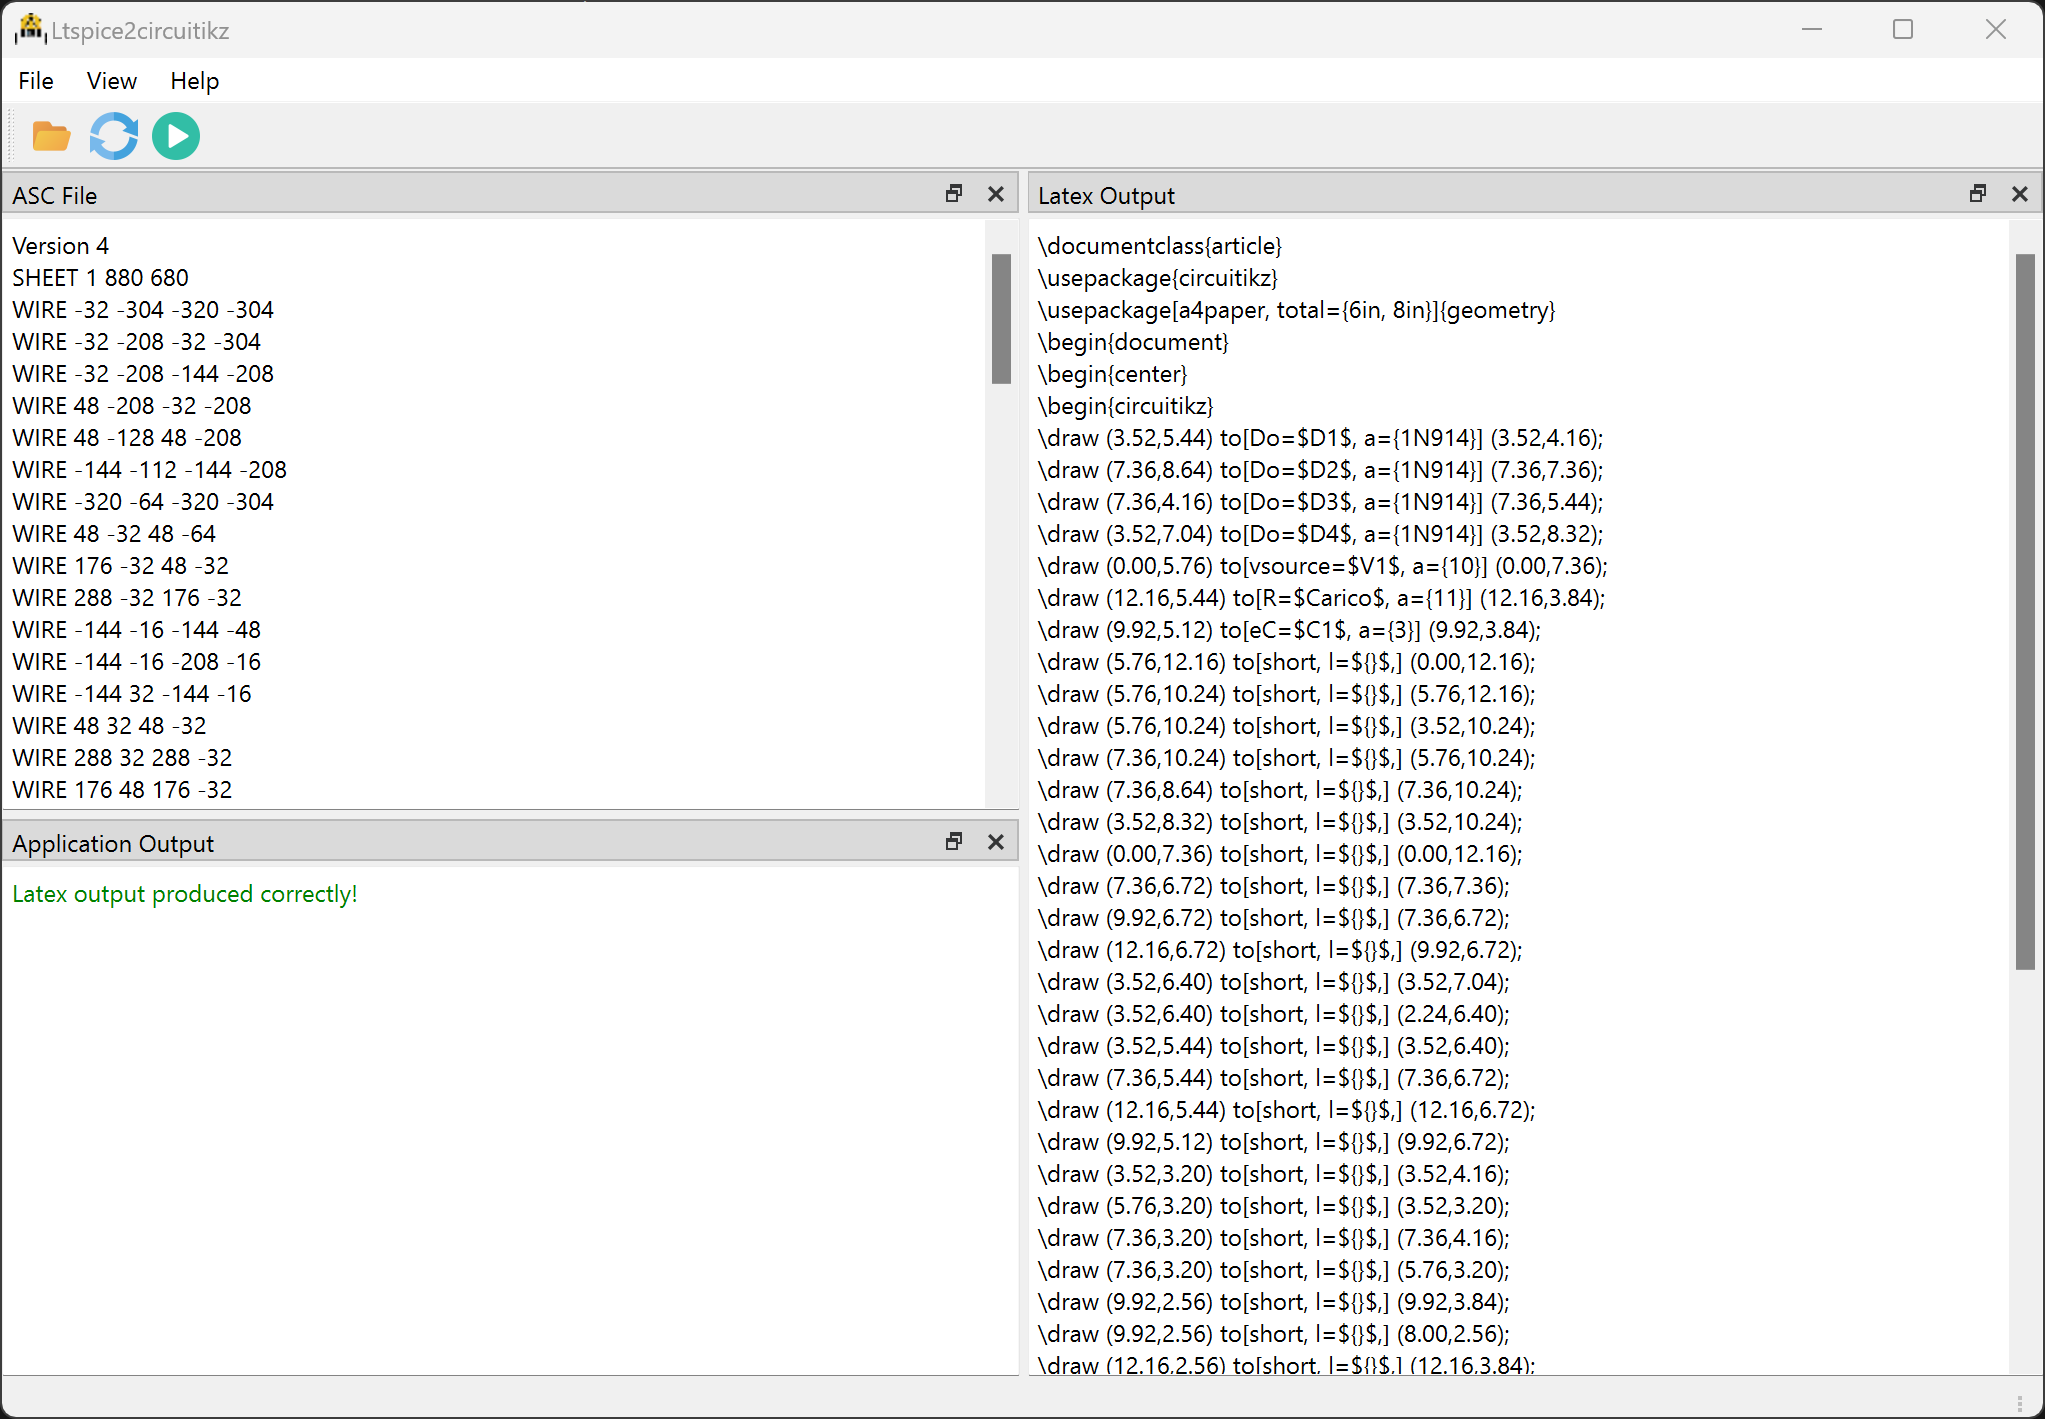 Ltspice2circuitikz
File View Help
ASC File
Version 4
SHEET 1 880 680
WIRE -32 -304 -320 -304
WIRE -32 -208 -32 -304
WIRE -32 -208 -144 -208
WIRE 48 -208 -32 -208
WIRE 48 -128 48 -208
WIRE -144 -112 -144 -208
WIRE -320 -64 -320 -304
WIRE 48 -32 48 -64
WIRE 176 -32 48 -32
WIRE 288 -32 176 -32
WIRE -144 -16 -144 -48
WIRE -144 -16 -208 -16
WIRE -144 32 -144 -16
WIRE 48 32 48 -32
WIRE 288 32 288 -32
WIRE 176 48 176 -32
Application Output
Latex output produced correctly!
Latex Output
\documentclass{article}
\usepackage{circuitikz}
\usepackage[a4paper, total={6in, 8in}]{geometry}
\begin{document}
\begin{center}
\begin{circuitikz}
\draw (3.52,5.44) to[Do=$D1$, a={1N914}] (3.52,4.16);
\draw (7.36,8.64) to[Do=$D2$, a={1N914}] (7.36,7.36);
\draw (7.36,4.16) to[Do=$D3$, a={1N914}] (7.36,5.44);
\draw (3.52,7.04) to[Do=$D4$, a={1N914}] (3.52,8.32);
\draw (0.00,5.76) to[vsource=$V1$, a={10}] (0.00,7.36);
\draw (12.16,5.44) to[R=$Carico$, a={11}] (12.16,3.84);
\draw (9.92,5.12) to[eC=$C1$, a={3}] (9.92,3.84);
\draw (5.76,12.16) to[short, l=${}$,] (0.00,12.16);
\draw (5.76,10.24) to[short, l=${}$,] (5.76,12.16);
\draw (5.76,10.24) to[short, l=${}$,] (3.52,10.24);
\draw (7.36,10.24) to[short, l=${}$,] (5.76,10.24);
\draw (7.36,8.64) to[short, l=${}$,] (7.36,10.24);
\draw (3.52,8.32) to[short, l=${}$,] (3.52,10.24);
\draw (0.00,7.36) to[short, l=${}$,] (0.00,12.16);
\draw (7.36,6.72) to[short, l=${}$,] (7.36,7.36);
\draw (9.92,6.72) to[short, l=${}$,] (7.36,6.72);
\draw (12.16,6.72) to[short, l=${}$,] (9.92,6.72);
\draw (3.52,6.40) to[short, l=${}$,] (3.52,7.04);
\draw (3.52,6.40) to[short, l=${}$,] (2.24,6.40);
\draw (3.52,5.44) to[short, l=${}$,] (3.52,6.40);
\draw (7.36,5.44) to[short, l=${}$,] (7.36,6.72);
\draw (12.16,5.44) to[short, l=${}$,] (12.16,6.72);
\draw (9.92,5.12) to[short, l=${}$,] (9.92,6.72);
\draw (3.52,3.20) to[short, l=${}$,] (3.52,4.16);
\draw (5.76,3.20) to[short, l=${}$,] (3.52,3.20);
\draw (7.36,3.20) to[short, l=${}$,] (7.36,4.16);
\draw (7.36,3.20) to[short, l=${}$,] (5.76,3.20);
\draw (9.92,2.56) to[short, l=${}$,] (9.92,3.84);
\draw (9.92,2.56) to[short, l=${}$,] (8.00,2.56);
\draw (12.16,2.56) to[short, l=${}$,] (12.16,3.84);